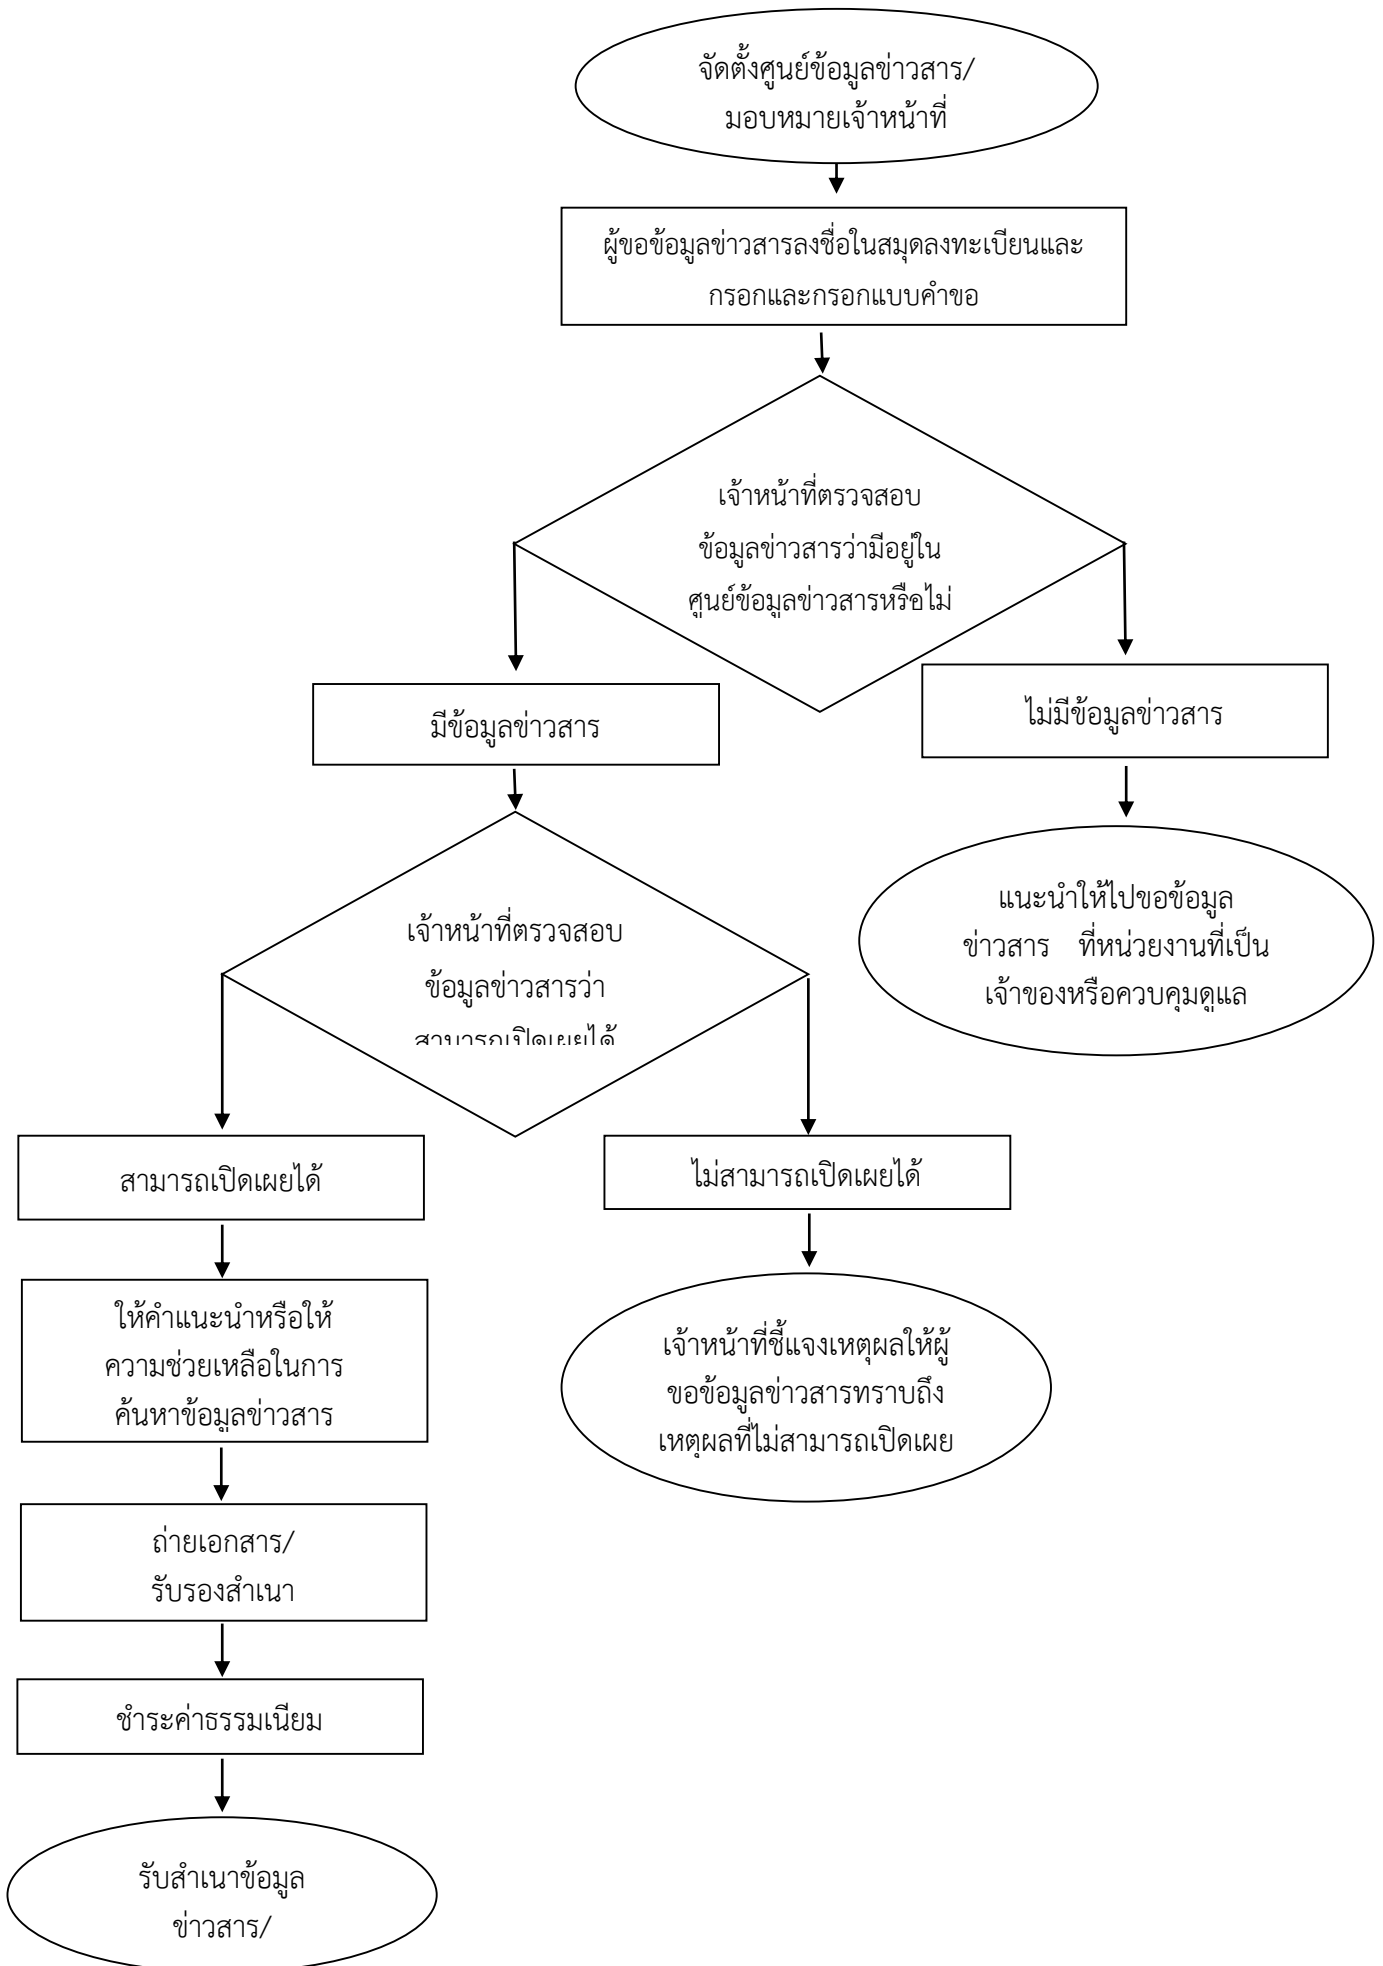 จัดตั้งศูนย์ข้อมูลข่าวสาร/
มอบหมายเจ้าหน้าที่
ผู้ขอข้อมูลข่าวสารลงชื่อในสมุดลงทะเบียนและ
กรอกและกรอกแบบคำขอ
เจ้าหน้าที่ตรวจสอบ
ข้อมูลข่าวสารว่ามีอยู่ใน
ศูนย์ข้อมูลข่าวสารหรือไม่
มีข้อมูลข่าวสาร
ไม่มีข้อมูลข่าวสาร
แนะนำให้ไปขอข้อมูล
ข่าวสาร ที่หน่วยงานที่เป็น
เจ้าของหรือควบคุมดูแล
เจ้าหน้าที่ตรวจสอบ
ข้อมูลข่าวสารว่า
สามารถเปิดเผยได้
สามารถเปิดเผยได้
ไม่สามารถเปิดเผยได้
ให้คำแนะนำหรือให้
ความช่วยเหลือในการ
ค้นหาข้อมูลข่าวสาร
เจ้าหน้าที่ชี้แจงเหตุผลให้ผู้
ขอข้อมูลข่าวสารทราบถึง
เหตุผลที่ไม่สามารถเปิดเผย
ถ่ายเอกสาร/
รับรองสำเนา
ชำระค่าธรรมเนียม
รับสำเนาข้อมูล
ข่าวสาร/